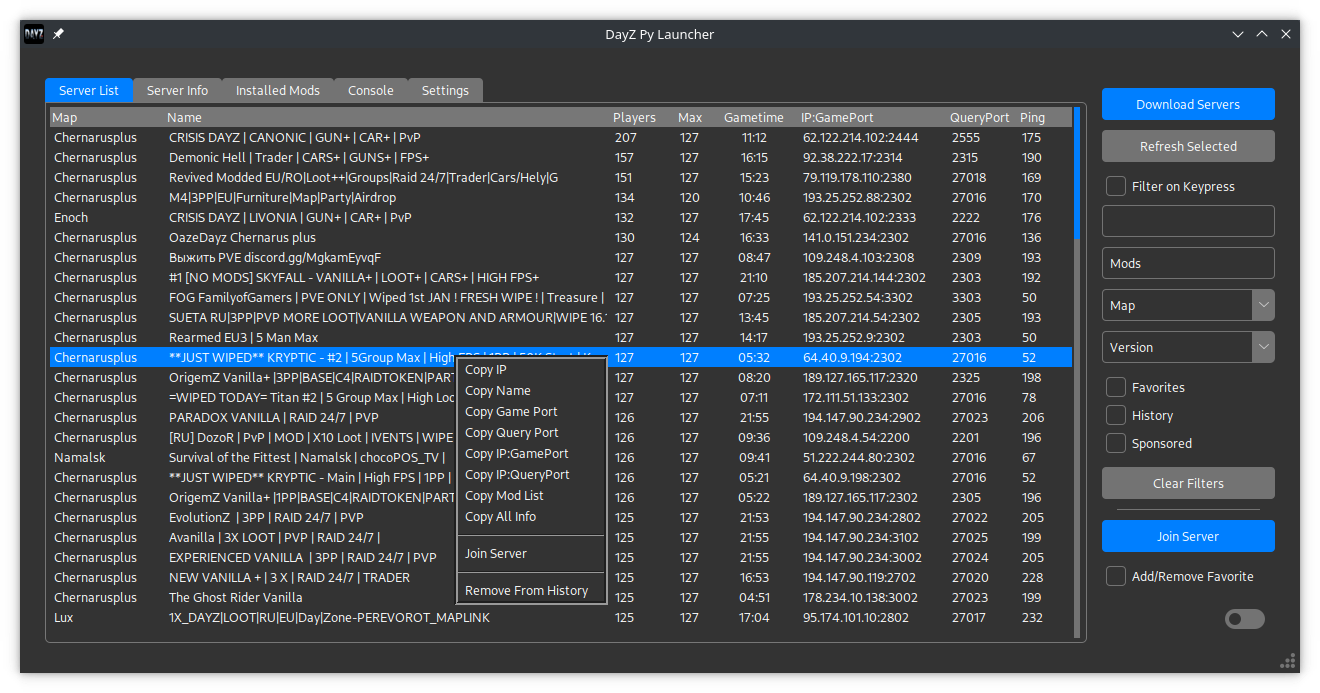 DAYZ DayZ Py Launcher
Server List Server Info Installed Mods Console Settings
Map Name Players Max Gametime IP:GamePort QueryPort Ping
Chernarusplus CRISIS DAYZ | CANONIC | GUN+ | CAR+ | PvP 207 127 11:12 62.122.214.102:2444 2555 175
Chernarusplus Demonic Hell | Trader | CARS+ | GUNS+ | FPS+ 157 127 16:15 92.38.222.17:2314 2315 190
Chernarusplus Revived Modded EU/RO|Loot++|Groups|Raid 24/7|Trader|Cars/Hely|G 151 127 15:23 79.119.178.110:2380 27018 169
Chernarusplus M4|3PP|EU|Furniture|Map|Party|Airdrop 134 120 10:46 193.25.252.88:2302 27016 170
Enoch CRISIS DAYZ | LIVONIA | GUN+ | CAR+ | PvP 132 127 17:45 62.122.214.102:2333 2222 176
Chernarusplus OazeDayz Chernarus plus 130 124 16:33 141.0.151.234:2302 27016 136
Chernarusplus Выжить PVE discord.gg/MgkamEyvqF 127 127 08:47 109.248.4.103:2308 2309 193
Chernarusplus #1 [NO MODS] SKYFALL - VANILLA+ | LOOT+ | CARS+ | HIGH FPS+ 127 127 21:10 185.207.214.144:2302 2303 192
Chernarusplus FOG FamilyofGamers | PVE ONLY | Wiped 1st JAN ! FRESH WIPE ! | Treasure | 127 127 07:25 193.25.252.54:3302 3303 50
Chernarusplus SUETA RU|3PP|PVP MORE LOOT|VANILLA WEAPON AND ARMOUR|WIPE 16. 127 127 13:45 185.207.214.54:2302 2305 193
Chernarusplus Rearmed EU3 | 5 Man Max 127 127 14:17 193.25.252.9:2302 2303 50
Chernarusplus **JUST WIPED** KRYPTIC - #2 | 5Group Max | High 127 127 05:32 64.40.9.194:2302 27016 52
Chernarusplus OrigemZ Vanilla+ |3PP|BASE|C4|RAIDTOKEN|PART 127 127 08:20 189.127.165.117:2320 2325 198
Chernarusplus =WIPED TODAY= Titan #2 | 5 Group Max | High Loo 127 127 07:11 172.111.51.133:2302 27016 78
Chernarusplus PARADOX VANILLA | RAID 24/7 | PVP 126 127 21:55 194.147.90.234:2902 27023 206
Chernarusplus [RU] DozoR | PvP | MOD | X10 Loot | IVENTS | WIPE 126 127 09:36 109.248.4.54:2200 2201 196
Namalsk Survival of the Fittest | Namalsk | chocoPOS_TV | 126 127 09:41 51.222.244.80:2302 27016 67
Chernarusplus **JUST WIPED** KRYPTIC - Main | High FPS | 1PP | 126 127 05:21 64.40.9.198:2302 27016 52
Chernarusplus OrigemZ Vanilla+ |1PP|BASE|C4|RAIDTOKEN|PART 126 127 05:22 189.127.165.117:2302 2305 196
Chernarusplus EvolutionZ | 3PP | RAID 24/7 | PVP 125 127 21:53 194.147.90.234:2802 27022 205
Chernarusplus Avanilla | 3X LOOT | PVP | RAID 24/7 | 125 127 21:55 194.147.90.234:3102 27025 199
Chernarusplus EXPERIENCED VANILLA | 3PP | RAID 24/7 | PVP 125 127 21:55 194.147.90.234:3002 27024 205
Chernarusplus NEW VANILLA + | 3 X | RAID 24/7 | TRADER 125 127 16:53 194.147.90.119:2702 27020 228
Chernarusplus The Ghost Rider Vanilla 125 127 04:51 178.234.10.138:3002 27023 199
Lux 1X_DAYZ|LOOT|RU|EU|Day|Zone-PEREVOROT_MAPLINK 125 127 17:04 95.174.101.10:2802 27017 232
Copy IP
Copy Name
Copy Game Port
Copy Query Port
Copy IP:GamePort
Copy IP:QueryPort
Copy Mod List
Copy All Info
Join Server
Remove From History
Download Servers
Refresh Selected
Filter on Keypress
Mods
Map
Version
Favorites
History
Sponsored
Clear Filters
Join Server
Add/Remove Favorite